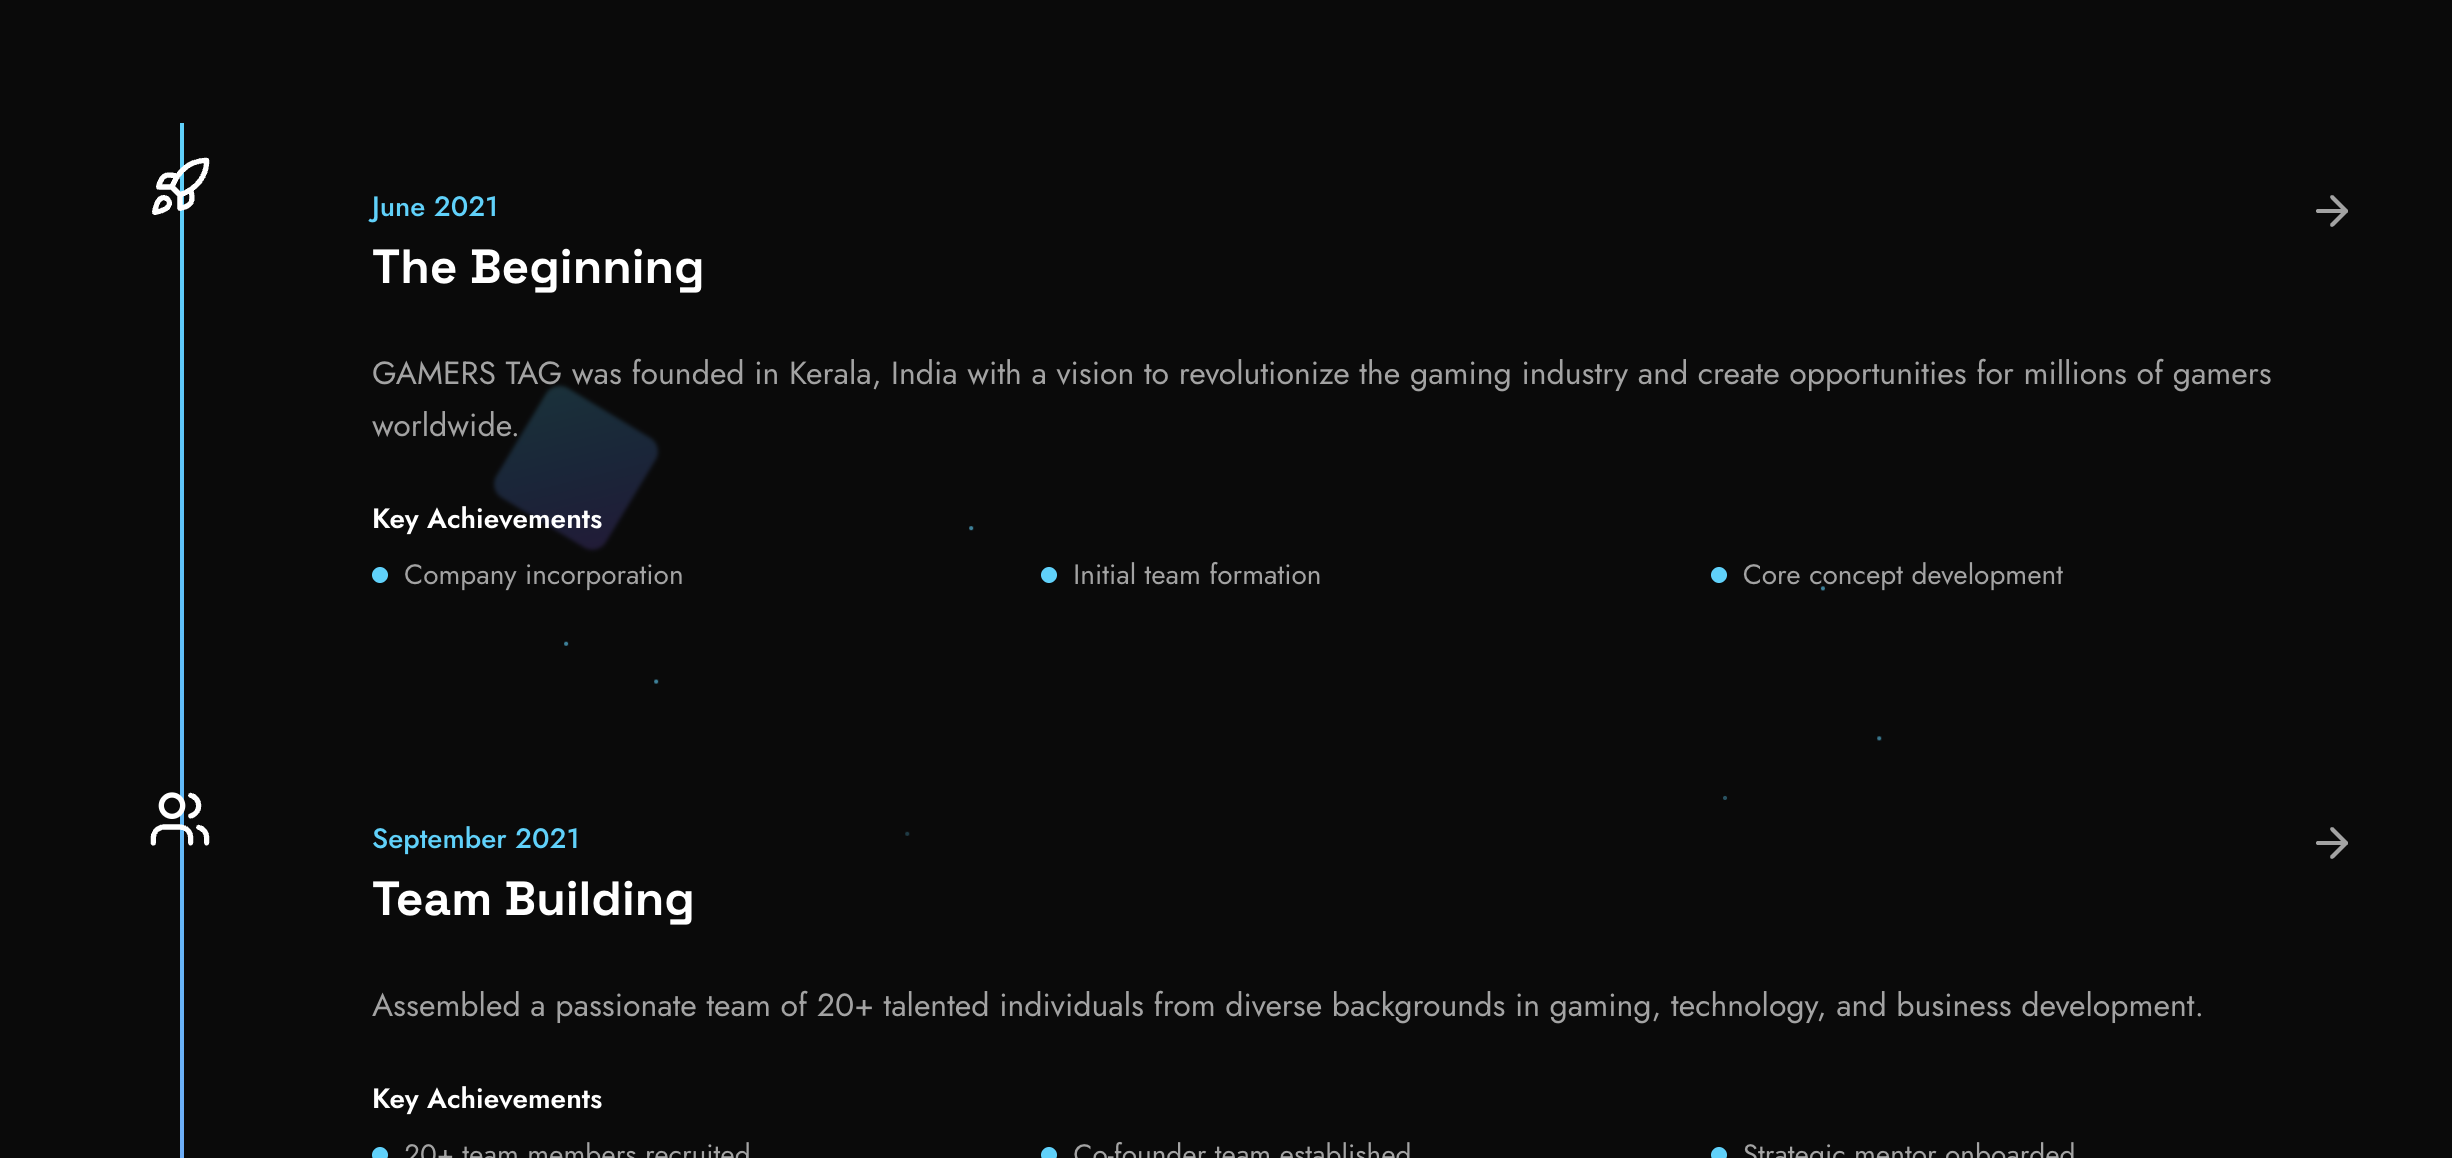 June 2021
The Beginning
GAMERS TAG was founded in Kerala, India with a vision to revolutionize the gaming industry and create opportunities for millions of gamers
worldwide.
Key Achievements
Company incorporation
Initial team formation
Core concept development
September 2021
Team Building
Assembled a passionate team of 20+ talented individuals from diverse backgrounds in gaming, technology, and business development.
Key Achievements
20+ team members recruited
Co-founder team established
Strategic mentor onboarded